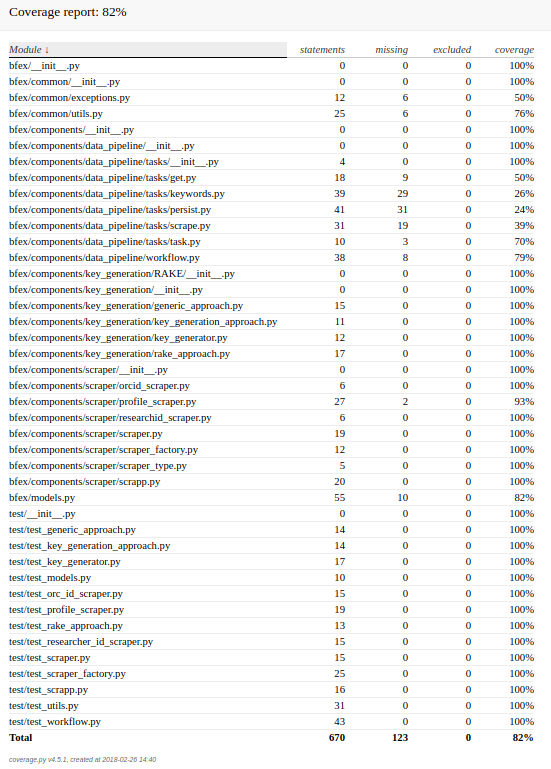 Coverage report: 82%
Module ↓ statements missing excluded coverage
bfex/__init__.py 0 0 0 100%
bfex/common/__init__.py 0 0 0 100%
bfex/common/exceptions.py 12 6 0 50%
bfex/common/utils.py 25 6 0 76%
bfex/components/__init__.py 0 0 0 100%
bfex/components/data_pipeline/__init__.py 0 0 0 100%
bfex/components/data_pipeline/tasks/__init__.py 4 0 0 100%
bfex/components/data_pipeline/tasks/get.py 18 9 0 50%
bfex/components/data_pipeline/tasks/keywords.py 39 29 0 26%
bfex/components/data_pipeline/tasks/persist.py 41 31 0 24%
bfex/components/data_pipeline/tasks/scrape.py 31 19 0 39%
bfex/components/data_pipeline/tasks/task.py 10 3 0 70%
bfex/components/data_pipeline/workflow.py 38 8 0 79%
bfex/components/key_generation/RAKE/__init__.py 0 0 0 100%
bfex/components/key_generation/__init__.py 0 0 0 100%
bfex/components/key_generation/generic_approach.py 15 0 0 100%
bfex/components/key_generation/key_generation_approach.py 11 0 0 100%
bfex/components/key_generation/key_generator.py 12 0 0 100%
bfex/components/key_generation/rake_approach.py 17 0 0 100%
bfex/components/scraper/__init__.py 0 0 0 100%
bfex/components/scraper/orcid_scraper.py 6 0 0 100%
bfex/components/scraper/profile_scraper.py 27 2 0 93%
bfex/components/scraper/researchid_scraper.py 6 0 0 100%
bfex/components/scraper/scraper.py 19 0 0 100%
bfex/components/scraper/scraper_factory.py 12 0 0 100%
bfex/components/scraper/scraper_type.py 5 0 0 100%
bfex/components/scraper/scrapp.py 20 0 0 100%
bfex/models.py 55 10 0 82%
test/__init__.py 0 0 0 100%
test/test_generic_approach.py 14 0 0 100%
test/test_key_generation_approach.py 14 0 0 100%
test/test_key_generator.py 17 0 0 100%
test/test_models.py 10 0 0 100%
test/test_orc_id_scraper.py 15 0 0 100%
test/test_profile_scraper.py 19 0 0 100%
test/test_rake_approach.py 13 0 0 100%
test/test_researcher_id_scraper.py 15 0 0 100%
test/test_scraper.py 15 0 0 100%
test/test_scraper_factory.py 25 0 0 100%
test/test_scrapp.py 16 0 0 100%
test/test_utils.py 31 0 0 100%
test/test_workflow.py 43 0 0 100%
Total 670 123 0 82%
coverage.py v4.5.1, created at 2018-02-26 14:40